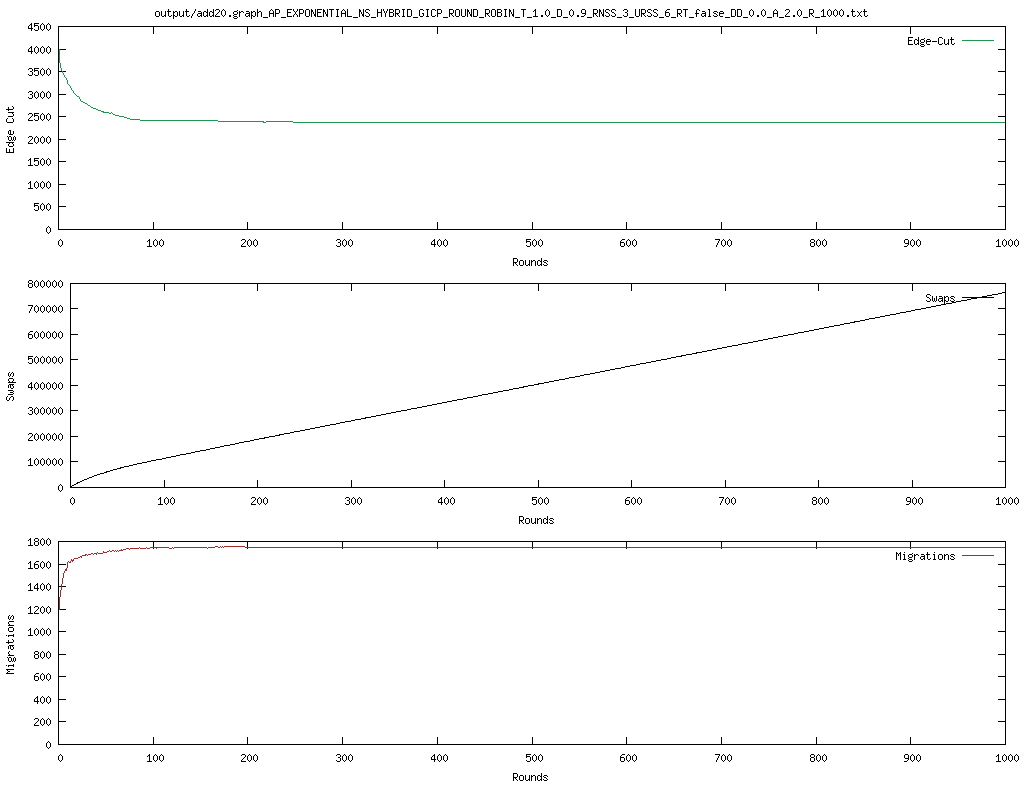 output/add20.graph_AP_EXPONENTIAL_NS_HYBRID_GICP_ROUND_ROBIN_T_1.0_D_0.9_RNSS_3_URSS_6_RT_false_DD_0.0_A_2.0_R_1000.txt
4500
Edge-Cut
4000
3500
3000
2500
2000
1500
1000
500
0
Edge Cut
0 100 200 300 400 500 600 700 800 900 1000
Rounds
800000
Swaps
700000
600000
500000
400000
300000
200000
100000
0
Swaps
0 100 200 300 400 500 600 700 800 900 1000
Rounds
1800
Migrations
1600
1400
1200
1000
800
600
400
200
0
Migrations
0 100 200 300 400 500 600 700 800 900 1000
Rounds